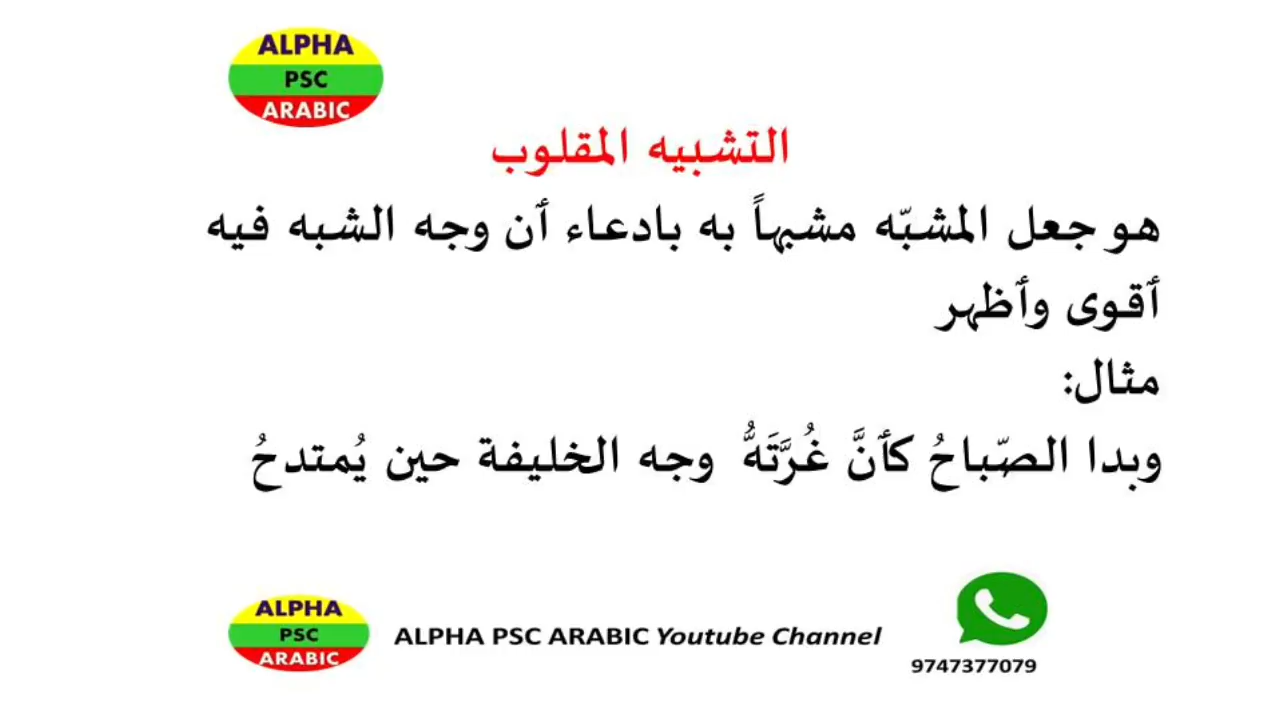 ALPHA
PSC
ARABIC
التشبيه المقلوب
هو جعل المشبّه مشبهاً به بادعاء أن وجه الشبه فيه
أقوى وأظهر
مثال:
وبدا الصّباحُ كأنَّ غُرَّتَهُّ وجه الخليفة حين يُمتدحُ
ALPHA
PSC
ARABIC
ALPHA PSC ARABIC Youtube Channel
9747377079